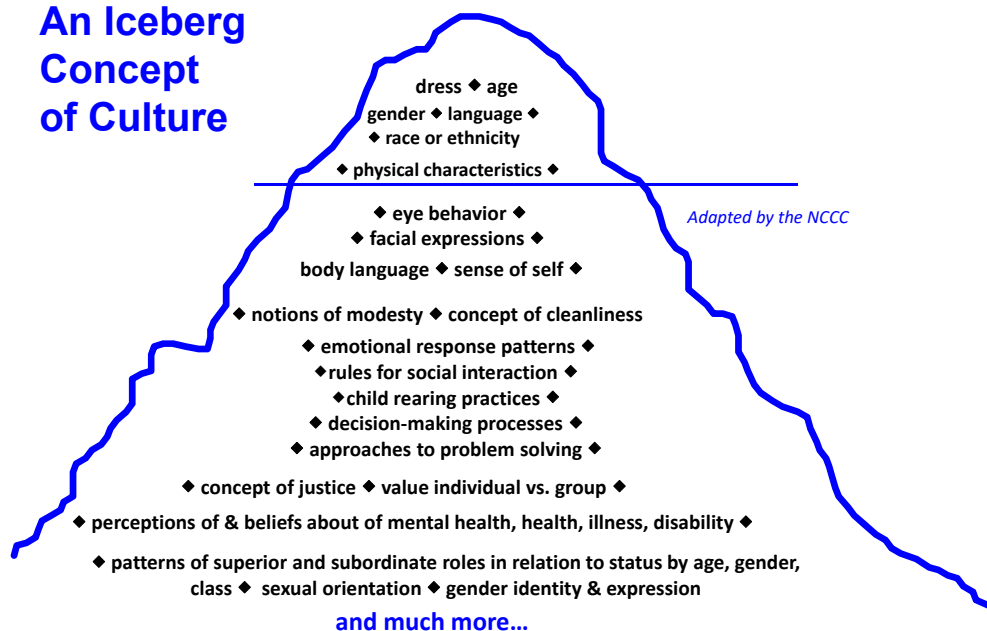 An Iceberg
Concept
of Culture
dress ◆ age
gender ◆ language ◆
◆ race or ethnicity
◆ physical characteristics ◆
◆ eye behavior ◆
Adapted by the NCCC
◆ facial expressions ◆
body language ◆ sense of self ◆
◆ notions of modesty ◆ concept of cleanliness
◆ emotional response patterns ◆
◆rules for social interaction ◆
◆child rearing practices ◆
◆ decision-making processes ◆
◆ approaches to problem solving ◆
◆ concept of justice ◆ value individual vs. group ◆
◆ perceptions of & beliefs about of mental health, health, illness, disability ◆
◆ patterns of superior and subordinate roles in relation to status by age, gender,
class ◆ sexual orientation ◆ gender identity & expression
and much more…